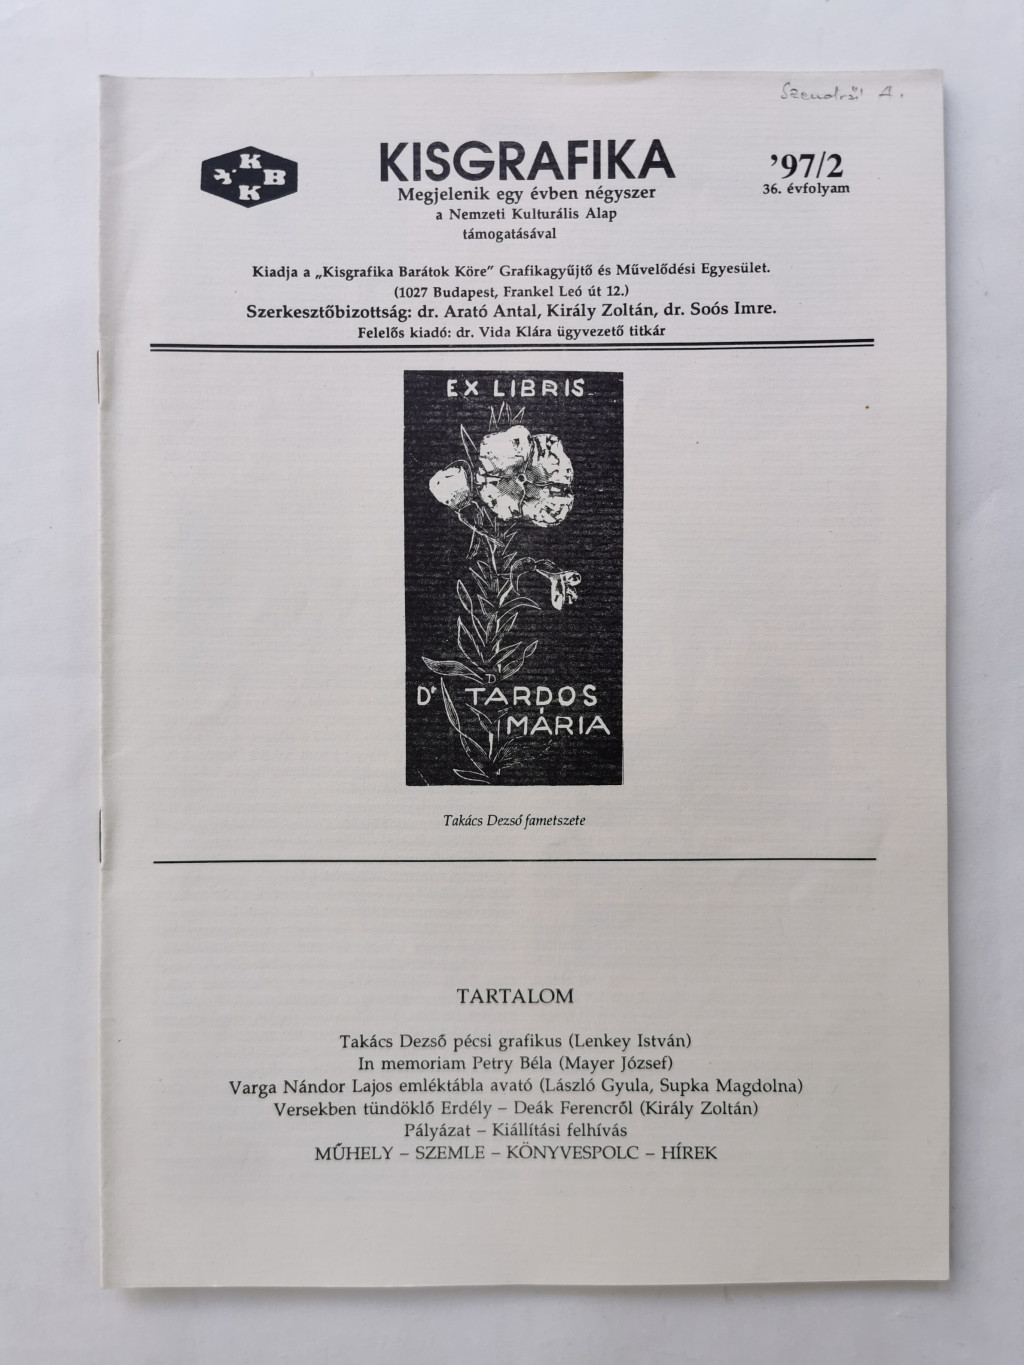 Szendrői A.
K
B
K
KISGRAFIKA
'97/2
Megjelenik egy évben négyszer
36. évfolyam
a Nemzeti Kulturális Alap
támogatásával
Kiadja a „Kisgrafika Barátok Köre" Grafikagyűjtő és Művelődési Egyesület.
(1027 Budapest, Frankel Leó út 12.)
Szerkesztőbizottság: dr. Arató Antal, Király Zoltán, dr. Soós Imre.
Felelős kiadó: dr. Vida Klára ügyvezető titkár
EX LIBRIS
Dr TARDOS
MÁRIA
Takács Dezső fametszete
TARTALOM
Takács Dezső pécsi grafikus (Lenkey István)
In memoriam Petry Béla (Mayer József)
Varga Nándor Lajos emléktábla avató (László Gyula, Supka Magdolna)
Versekben tündöklő Erdély – Deák Ferencről (Király Zoltán)
Pályázat – Kiállítási felhívás
MŰHELY – SZEMLE – KÖNYVESPOLC – HÍREK